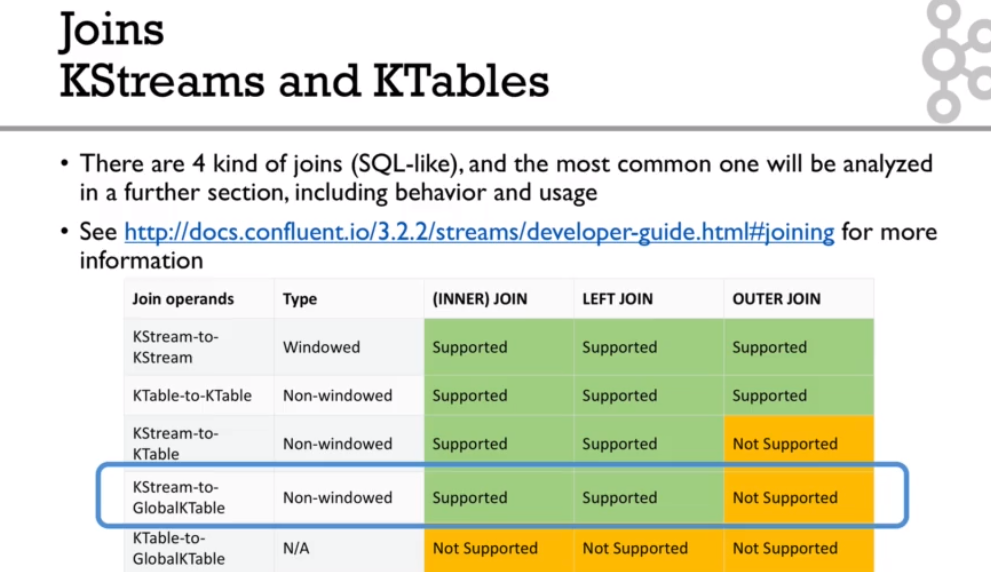 Joins
KStreams and KTables
• There are 4 kind of joins (SQL-like), and the most common one will be analyzed
in a further section, including behavior and usage
• See http://docs.confluent.io/3.2.2/streams/developer-guide.html#joining for more
information
Join operands Type (INNER) JOIN LEFT JOIN OUTER JOIN
KStream-to-
KStream Windowed Supported Supported Supported
KTable-to-KTable Non-windowed Supported Supported Supported
KStream-to-
KTable Non-windowed Supported Supported Not Supported
KStream-to-
GlobalKTable Non-windowed Supported Supported Not Supported
KTable-to-
GlobalKTable N/A Not Supported Not Supported Not Supported